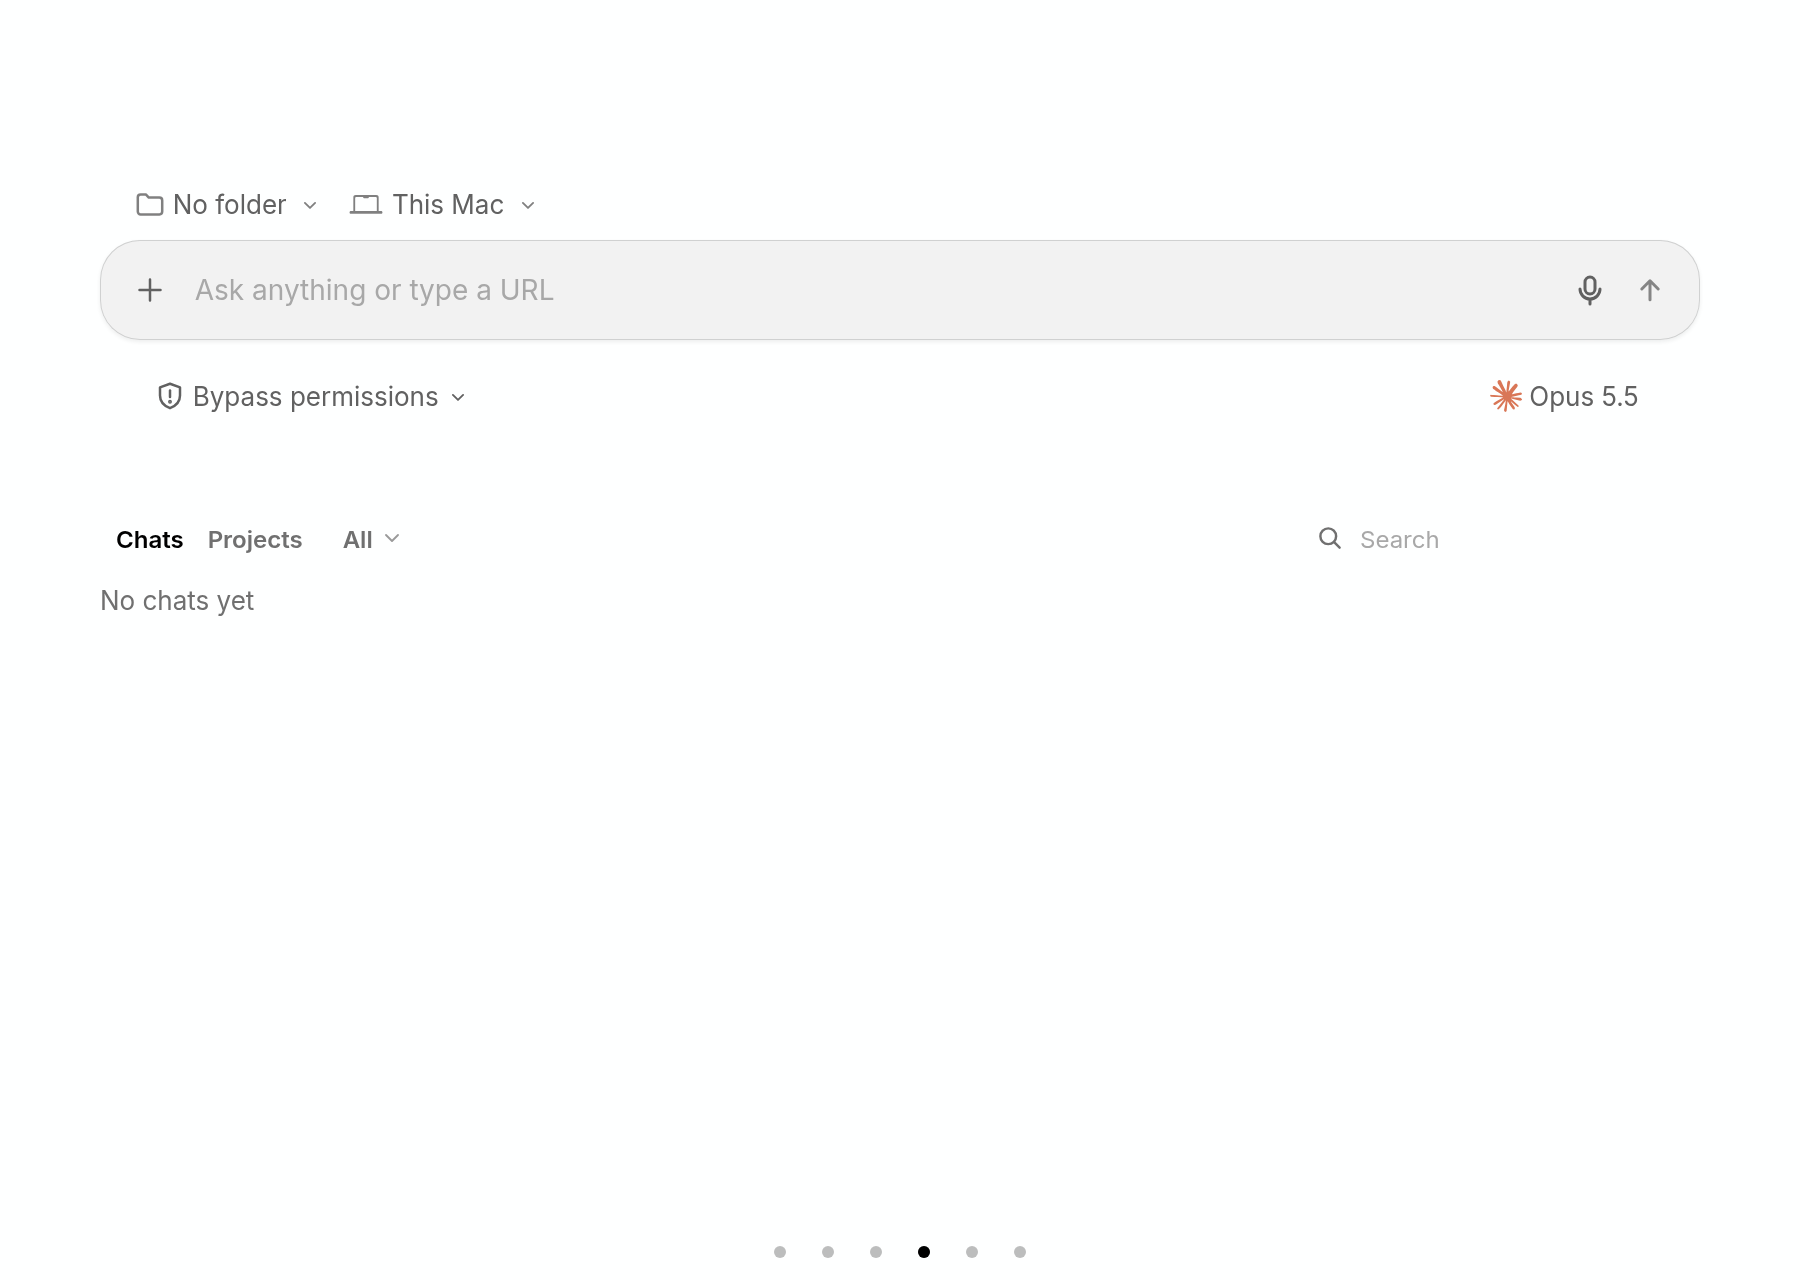 No folder This Mac
Ask anything or type a URL
Bypass permissions Opus 5.5
Chats Projects All Search
No chats yet